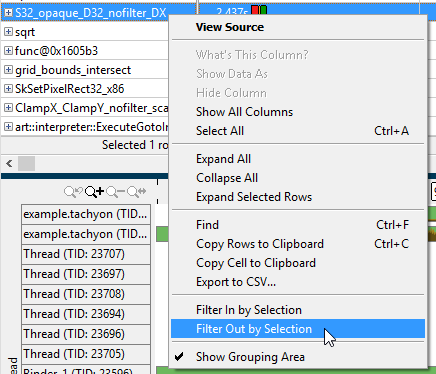 S32_opaque_D32_nofilter_DX 2.437s
sqrt
func@0x1605b3
grid_bounds_intersect
SkSetPixelRect32_x86
ClampX_ClampY_nofilter_sca
art::interpreter::ExecuteGotoIn
Selected 1 ro
View Source
What's This Column?
Show Data As
Hide Column
Show All Columns
Select All Ctrl+A
Expand All
Collapse All
Expand Selected Rows
Find Ctrl+F
Copy Rows to Clipboard Ctrl+C
Copy Cell to Clipboard
Export to CSV...
Filter In by Selection
Filter Out by Selection
Show Grouping Area
example.tachyon (TID...
example.tachyon (TID...
Thread (TID: 23707)
Thread (TID: 23697)
Thread (TID: 23708)
Thread (TID: 23694)
Thread (TID: 23696)
Thread (TID: 23705)
Binder_1 (TID: 23596)